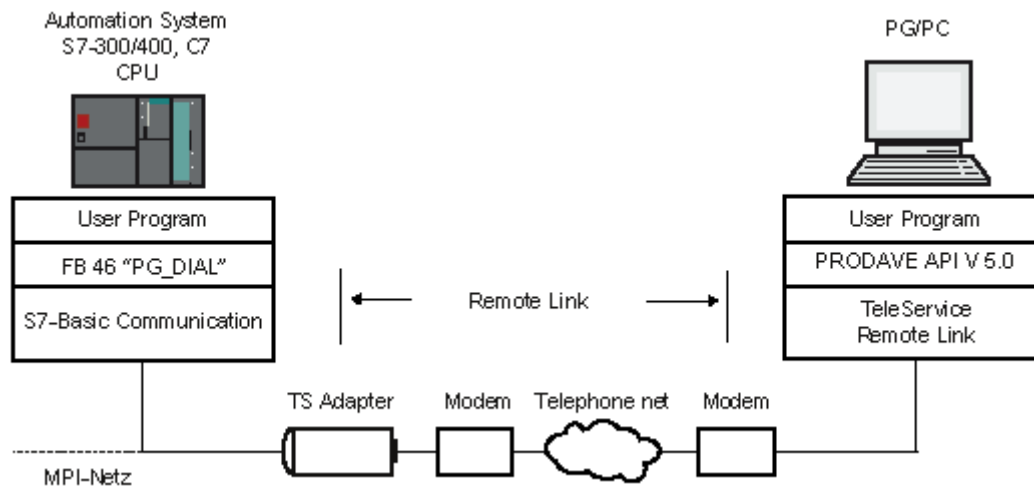 Automation System
S7-300/400, C7
CPU
User Program
FB 46 "PG_DIAL"
S7-Basic Communication
PG/PC
User Program
PRODAVE API V 5.0
TeleService
Remote Link
Remote Link
TS Adapter
Modem
Telephone net
Modem
MPI-Netz